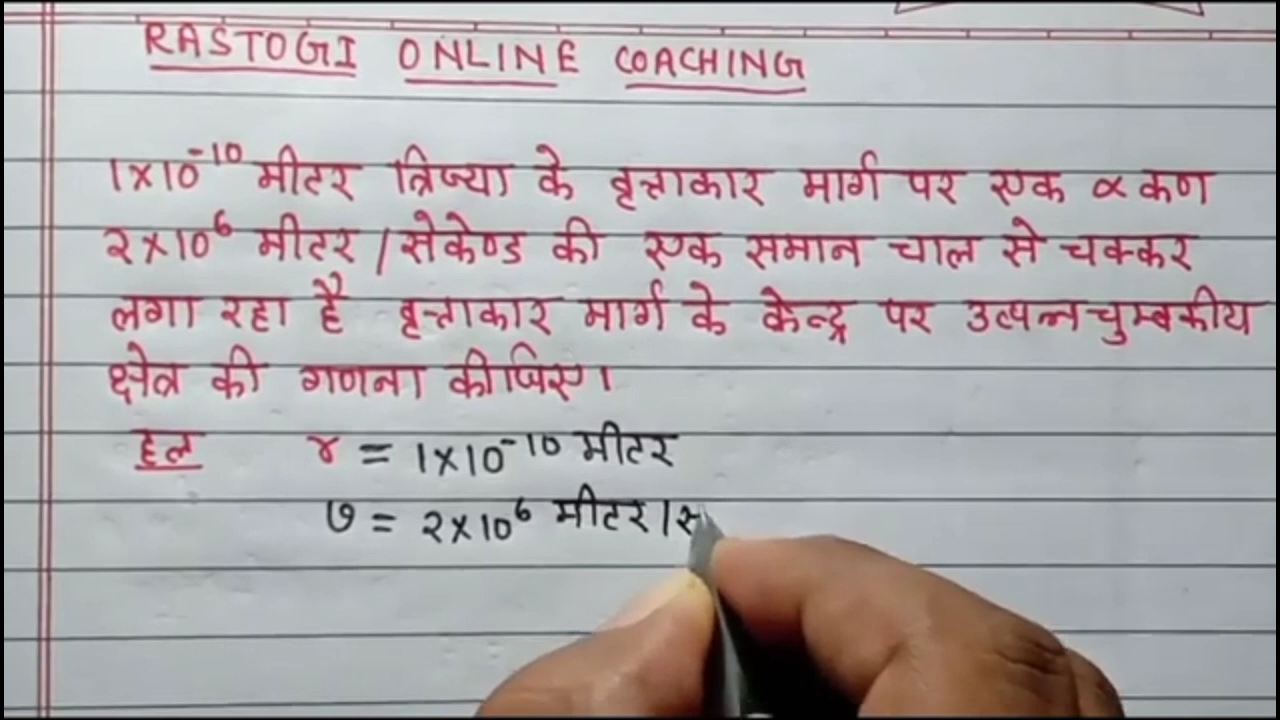 RASTOGI ONLINE COACHING
1×10⁻¹⁰ मीटर त्रिज्या के वृत्ताकार मार्ग पर एक α कण
2×10⁶ मीटर/सेकेण्ड की एक समान चाल से चक्कर
लगा रहा है वृत्ताकार मार्ग के केन्द्र पर उत्पन्न चुम्बकीय
क्षेत्र की गणना कीजिए।
हल r = 1×10⁻¹⁰ मीटर
v = 2×10⁶ मीटर/स